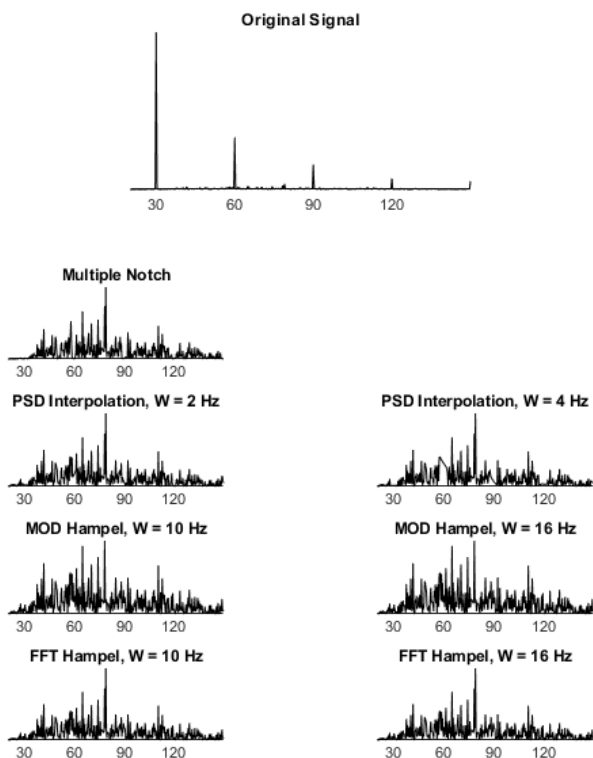 Original Signal
30 60 90 120
Multiple Notch
30 60 90 120
PSD Interpolation, W = 2 Hz
PSD Interpolation, W = 4 Hz
30 60 90 120
30 60 90 120
MOD Hampel, W = 10 Hz
MOD Hampel, W = 16 Hz
30 60 90 120
30 60 90 120
FFT Hampel, W = 10 Hz
FFT Hampel, W = 16 Hz
30 60 90 120
30 60 90 120